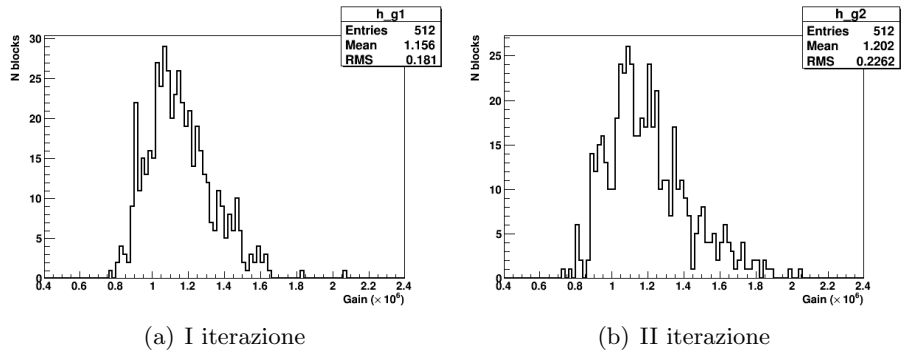 h_g1
Entries 512
Mean 1.156
RMS 0.181
N blocks
30
25
20
15
10
5
0
0.4 0.6 0.8 1 1.2 1.4 1.6 1.8 2 2.2 2.4
Gain (×10⁶)
(a) I iterazione
h_g2
Entries 512
Mean 1.202
RMS 0.2262
N blocks
25
20
15
10
5
0
0.4 0.6 0.8 1 1.2 1.4 1.6 1.8 2 2.2 2.4
Gain (×10⁶)
(b) II iterazione